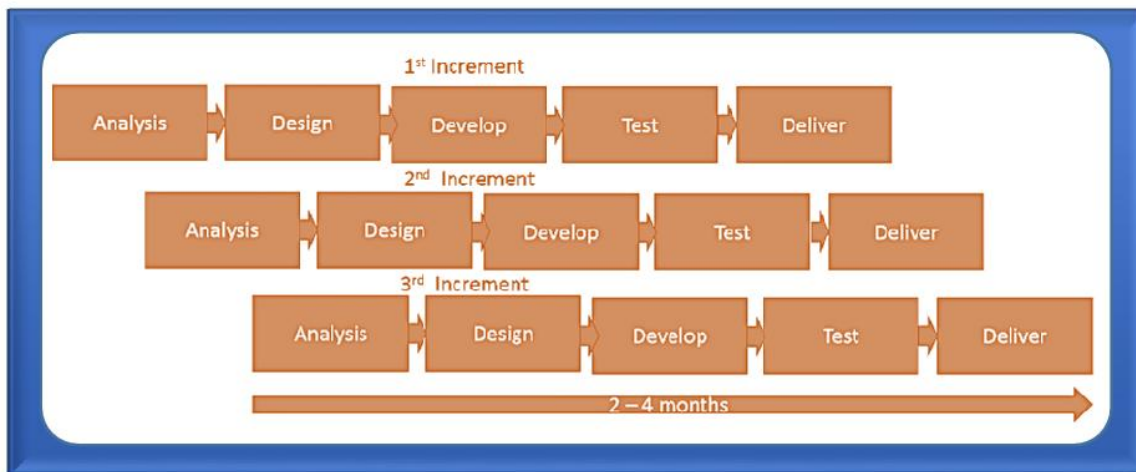 1st Increment
Analysis Design Develop Test Deliver
2nd Increment
Analysis Design Develop Test Deliver
3rd Increment
Analysis Design Develop Test Deliver
2 – 4 months